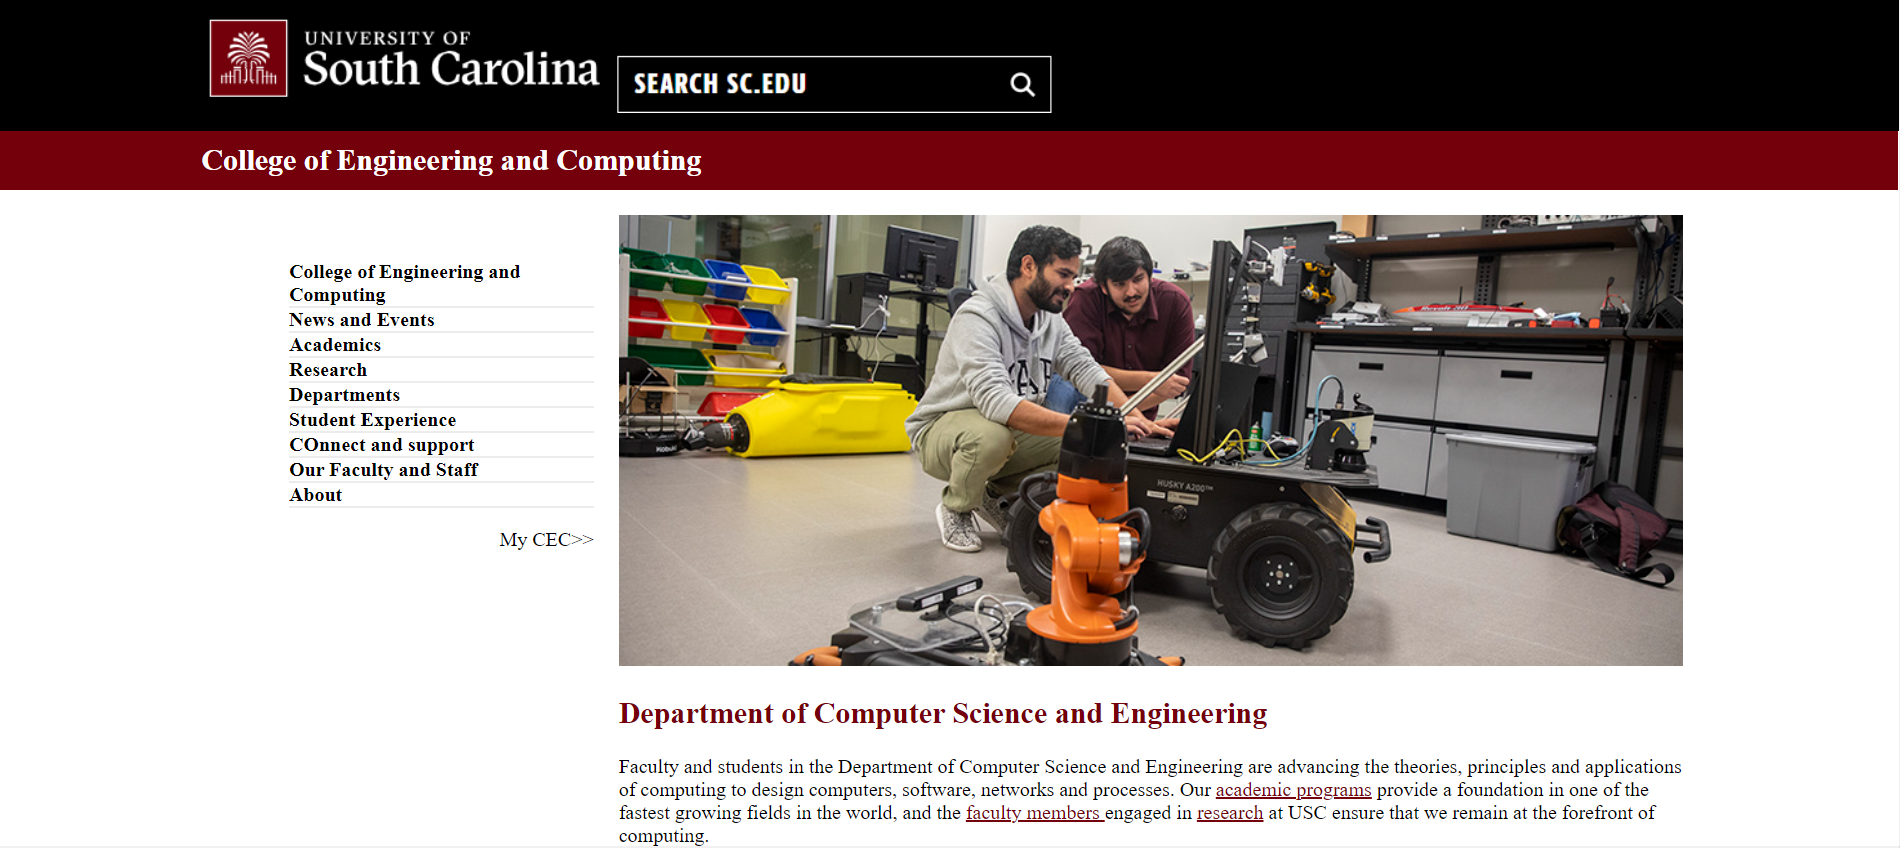 UNIVERSITY OF
South Carolina
SEARCH SC.EDU
College of Engineering and Computing
College of Engineering and
Computing
News and Events
Academics
Research
Departments
Student Experience
COnnect and support
Our Faculty and Staff
About
My CEC>>
HUSKY A200™
Department of Computer Science and Engineering
Faculty and students in the Department of Computer Science and Engineering are advancing the theories, principles and applications
of computing to design computers, software, networks and processes. Our academic programs provide a foundation in one of the
fastest growing fields in the world, and the faculty members engaged in research at USC ensure that we remain at the forefront of
computing.